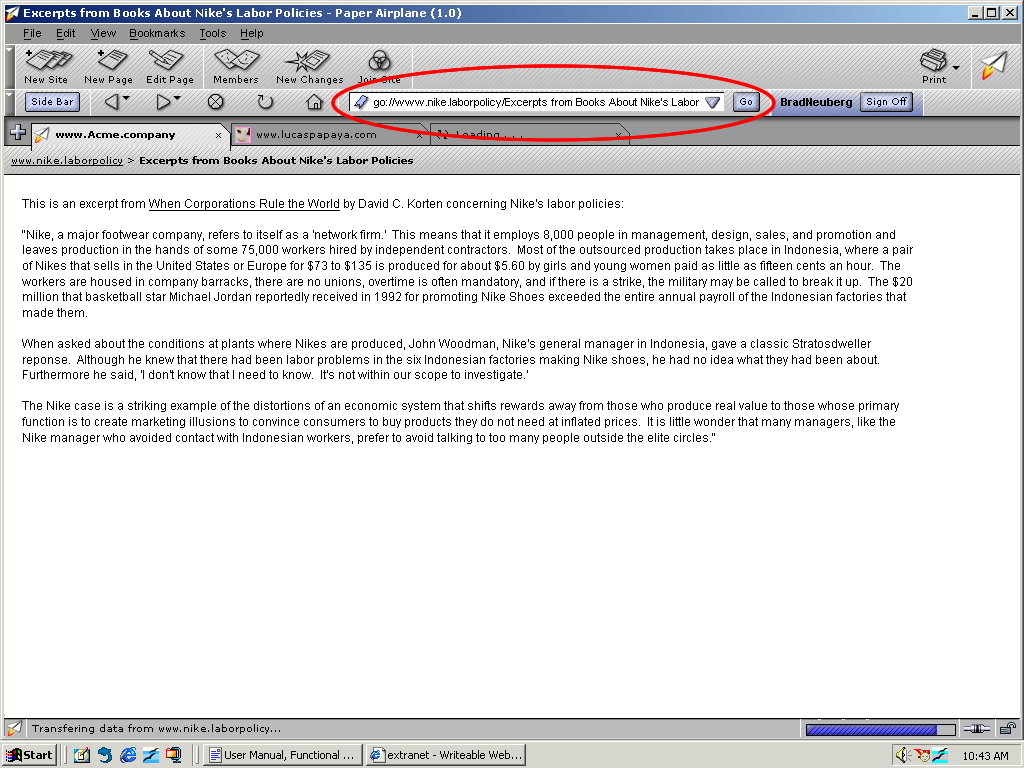 Excerpts from Books About Nike's Labor Policies - Paper Airplane (1.0)
File Edit View Bookmarks Tools Help
New Site New Page Edit Page Members New Changes Join Site Print
Side Bar go://www.nike.laborpolicy/Excerpts from Books About Nike's Labor Go BradNeuberg Sign Off
www.Acme.company x www.lucaspapaya.com x Loading . . . x
www.nike.laborpolicy > Excerpts from Books About Nike's Labor Policies
This is an excerpt from When Corporations Rule the World by David C. Korten concerning Nike's labor policies:
"Nike, a major footwear company, refers to itself as a 'network firm.'  This means that it employs 8,000 people in management, design, sales, and promotion and
leaves production in the hands of some 75,000 workers hired by independent contractors.  Most of the outsourced production takes place in Indonesia, where a pair
of Nikes that sells in the United States or Europe for $73 to $135 is produced for about $5.60 by girls and young women paid as little as fifteen cents an hour.  The
workers are housed in company barracks, there are no unions, overtime is often mandatory, and if there is a strike, the military may be called to break it up.  The $20
million that basketball star Michael Jordan reportedly received in 1992 for promoting Nike Shoes exceeded the entire annual payroll of the Indonesian factories that
made them.
When asked about the conditions at plants where Nikes are produced, John Woodman, Nike's general manager in Indonesia, gave a classic Stratosdweller
reponse.  Although he knew that there had been labor problems in the six Indonesian factories making Nike shoes, he had no idea what they had been about.
Furthermore he said, 'I don't know that I need to know.  It's not within our scope to investigate.'
The Nike case is a striking example of the distortions of an economic system that shifts rewards away from those who produce real value to those whose primary
function is to create marketing illusions to convince consumers to buy products they do not need at inflated prices.  It is little wonder that many managers, like the
Nike manager who avoided contact with Indonesian workers, prefer to avoid talking to too many people outside the elite circles."
Transfering data from www.nike.laborpolicy...
Start User Manual, Functional ... extranet - Writeable Web... 10:43 AM